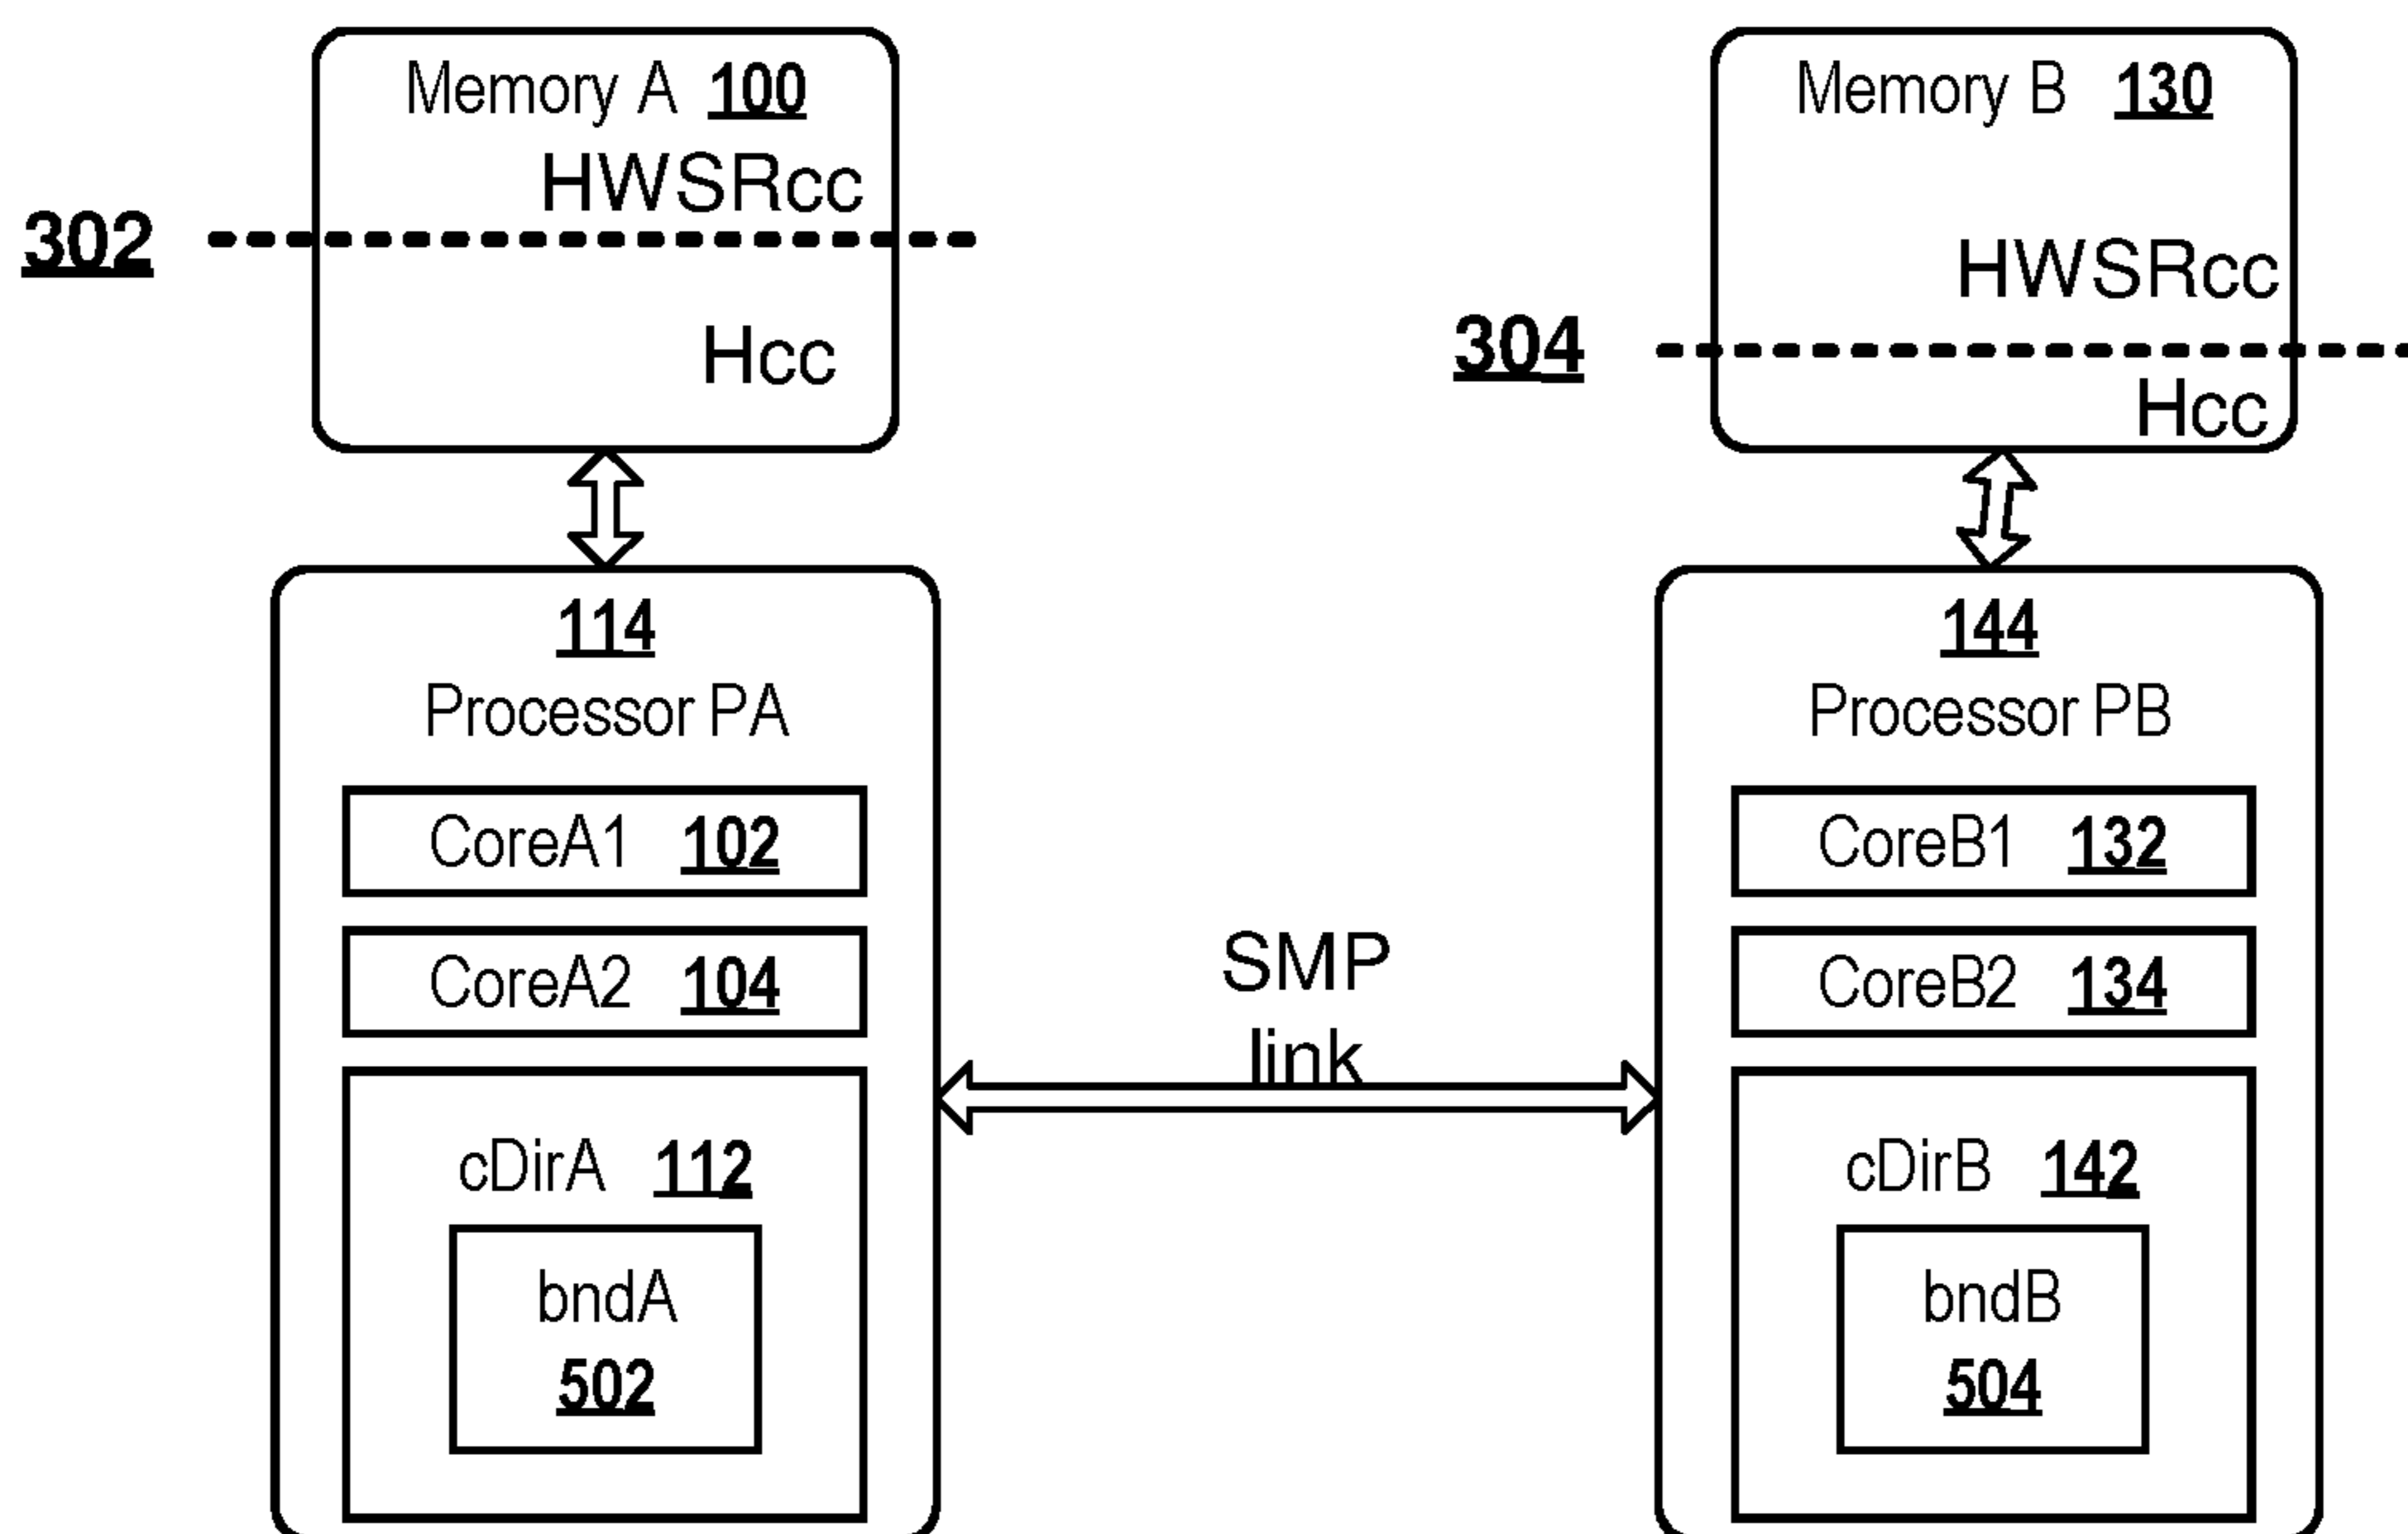 Memory A 100
HWSRcc
302
Hcc
Memory B 130
HWSRcc
304
Hcc
114
Processor PA
CoreA1 102
CoreA2 104
cDirA 112
bndA
502
SMP
link
144
Processor PB
CoreB1 132
CoreB2 134
cDirB 142
bndB
504